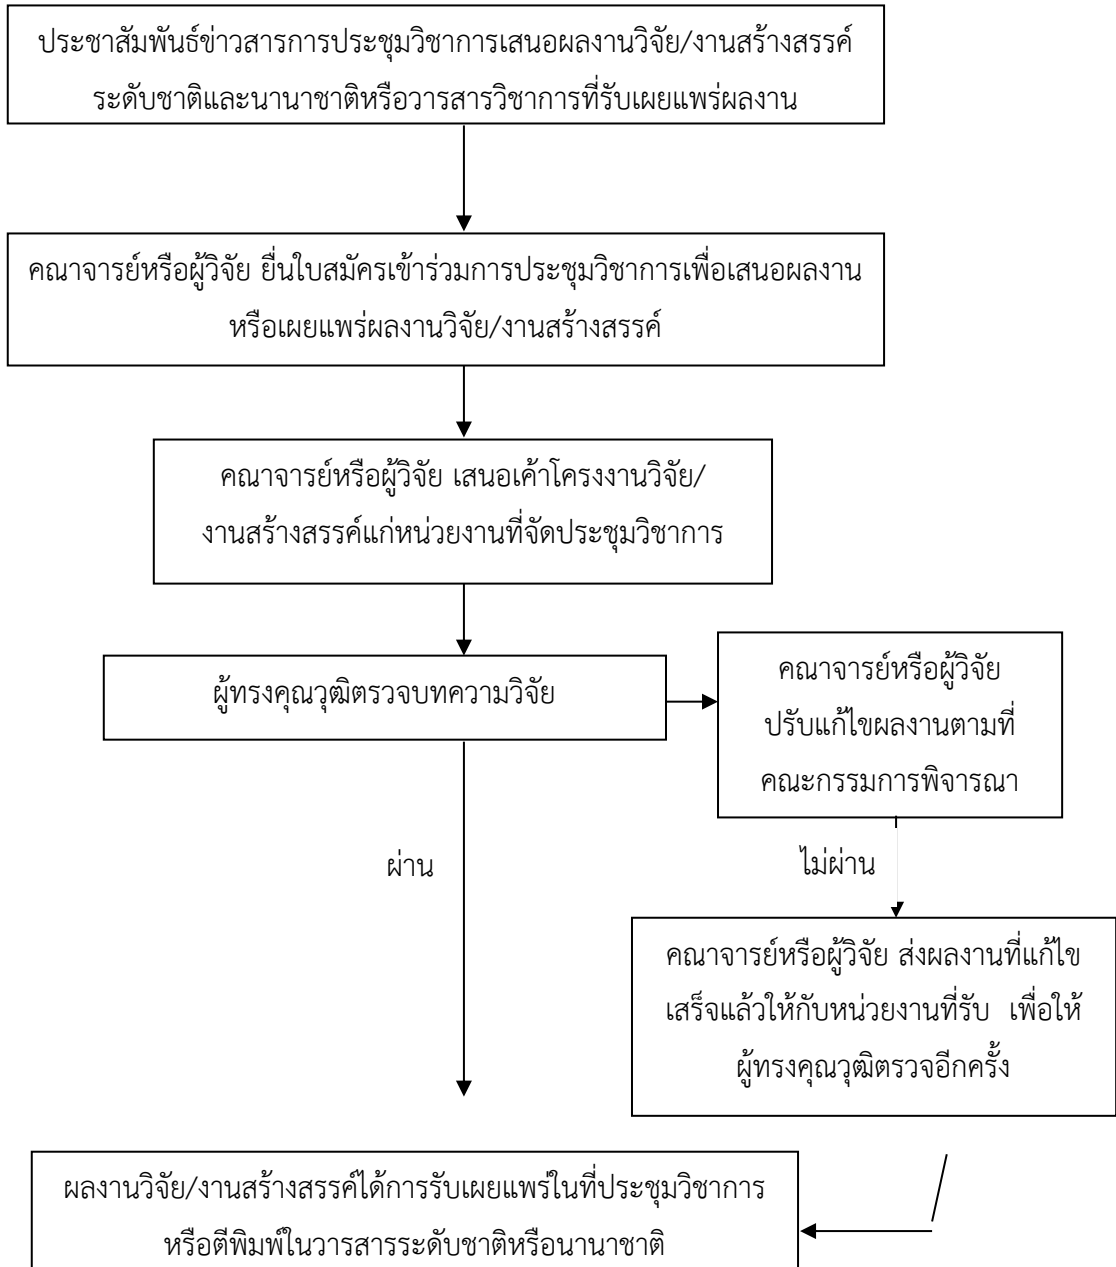 ประชาสัมพันธ์ข่าวสารการประชุมวิชาการเสนอผลงานวิจัย/งานสร้างสรรค์
ระดับชาติและนานาชาติหรือวารสารวิชาการที่รับเผยแพร่ผลงาน
คณาจารย์หรือผู้วิจัย ยื่นใบสมัครเข้าร่วมการประชุมวิชาการเพื่อเสนอผลงาน
หรือเผยแพร่ผลงานวิจัย/งานสร้างสรรค์
คณาจารย์หรือผู้วิจัย เสนอเค้าโครงงานวิจัย/
งานสร้างสรรค์แก่หน่วยงานที่จัดประชุมวิชาการ
ผู้ทรงคุณวุฒิตรวจบทความวิจัย
คณาจารย์หรือผู้วิจัย
ปรับแก้ไขผลงานตามที่
คณะกรรมการพิจารณา
ผ่าน
ไม่ผ่าน
คณาจารย์หรือผู้วิจัย ส่งผลงานที่แก้ไข
เสร็จแล้วให้กับหน่วยงานที่รับ เพื่อให้
ผู้ทรงคุณวุฒิตรวจอีกครั้ง
ผลงานวิจัย/งานสร้างสรรค์ได้การรับเผยแพร่ในที่ประชุมวิชาการ
หรือตีพิมพ์ในวารสารระดับชาติหรือนานาชาติ